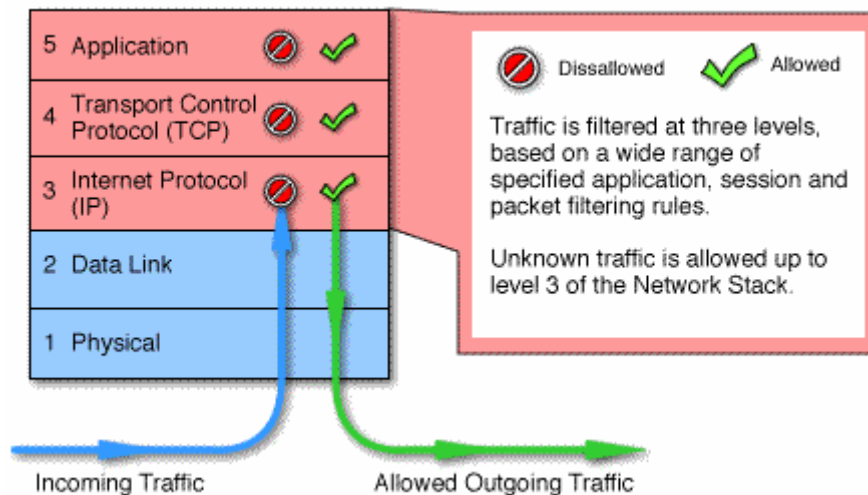 5 Application
4 Transport Control
Protocol (TCP)
3 Internet Protocol
(IP)
2 Data Link
1 Physical
Incoming Traffic
Allowed Outgoing Traffic
Dissallowed
Allowed
Traffic is filtered at three levels,
based on a wide range of
specified application, session and
packet filtering rules.
Unknown traffic is allowed up to
level 3 of the Network Stack.